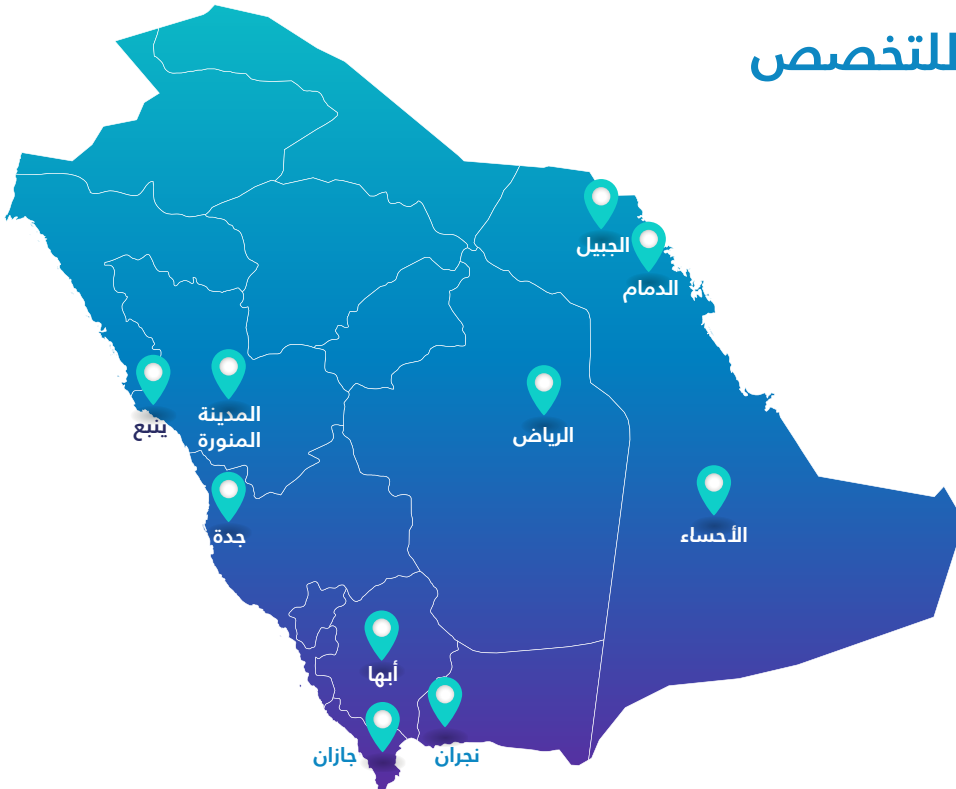 للتخصص
الجبيل
الدمام
المدينة
المنورة
ينبع
الرياض
جدة
الأحساء
أبها
نجران
جازان